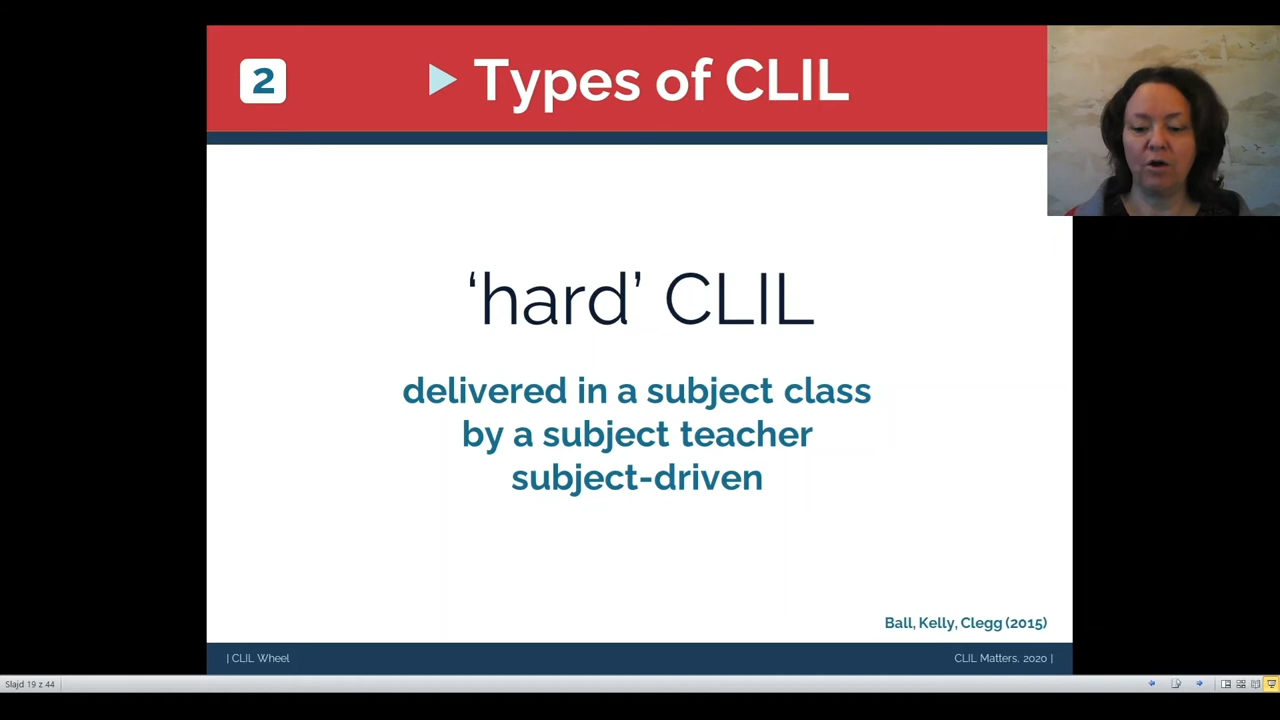 2
Types of CLIL
‘hard’ CLIL
delivered in a subject class
by a subject teacher
subject-driven
Ball, Kelly, Clegg (2015)
| CLIL Wheel
CLIL Matters, 2020 |
Slajd 19 z 44